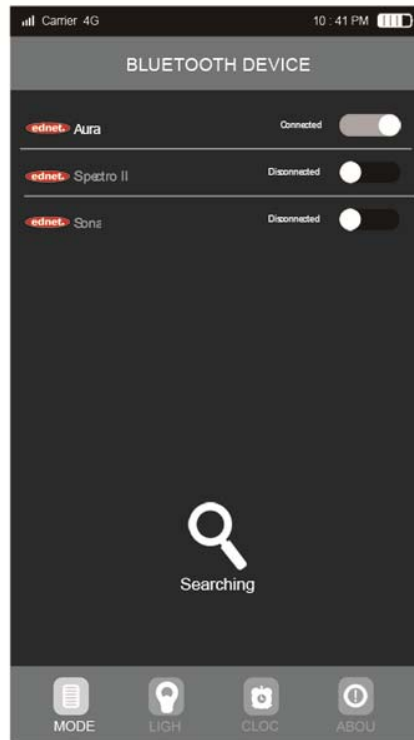 Carrier 4G 10 : 41 PM
BLUETOOTH DEVICE
ednet. Aura Connected
ednet. Spectro II Disconnected
ednet. Sona Disconnected
Searching
MODE LIGH CLOC ABOU